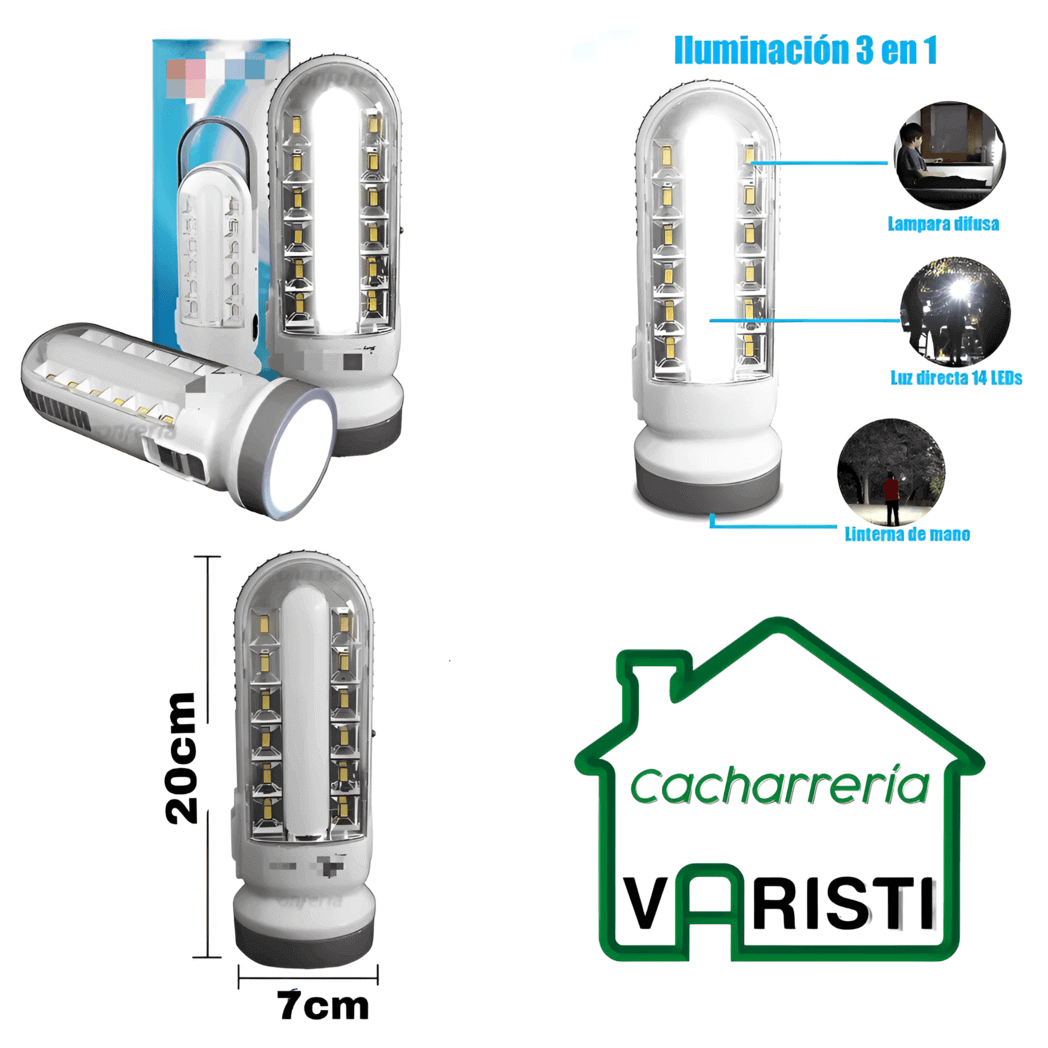 Iluminación 3 en 1
Lampara difusa
Luz directa 14 LEDs
Linterna de mano
20cm
7cm
Cacharrería
VARISTI